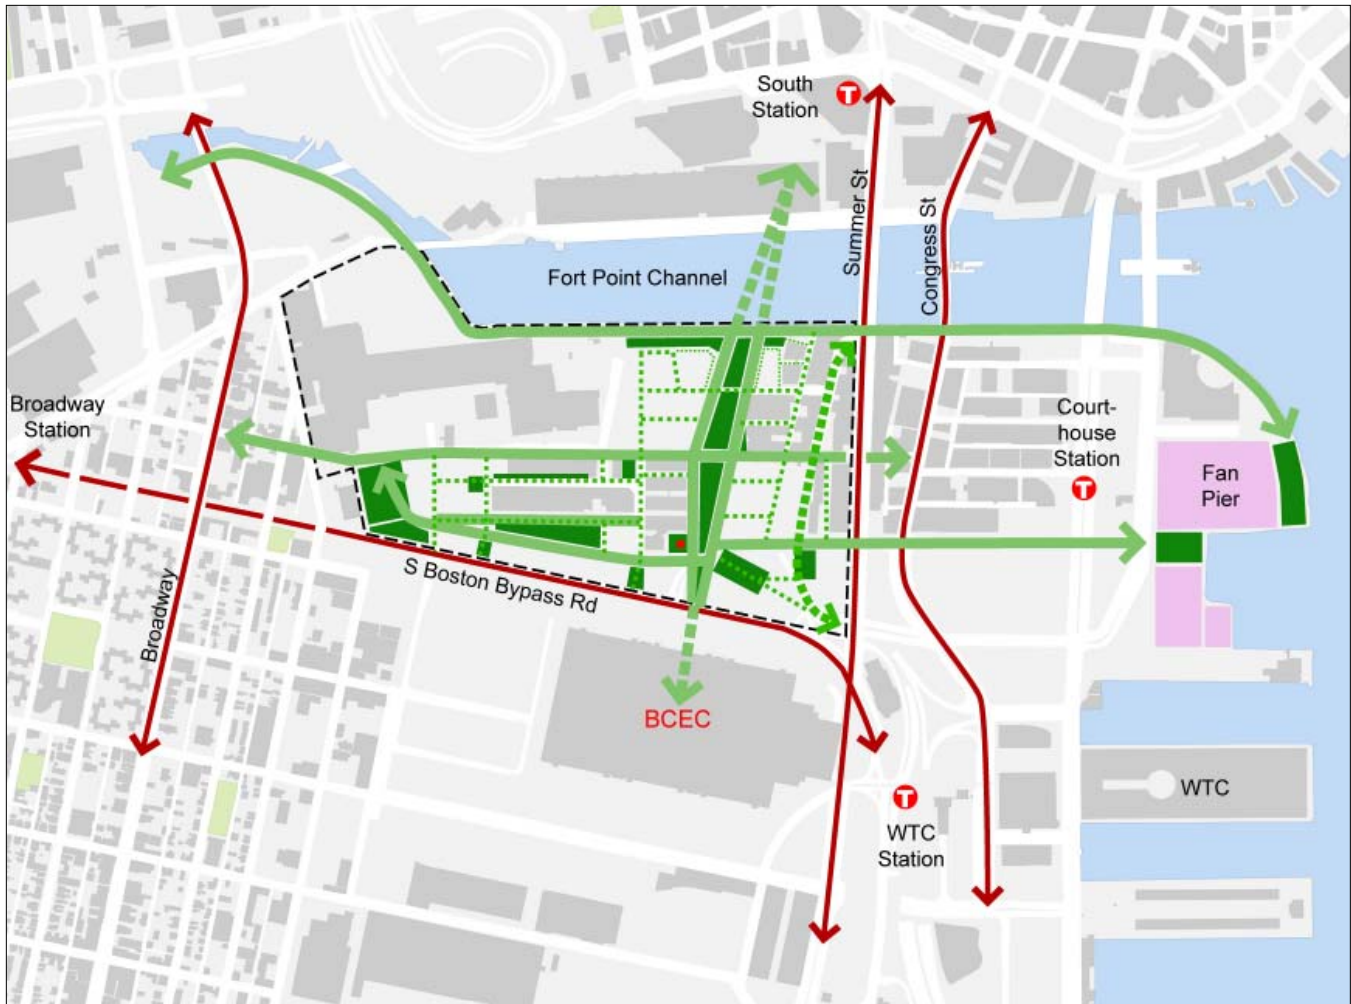 South
Station
T
Summer St
Congress St
Fort Point Channel
Broadway
Station
Court-
house
Station
T
Fan
Pier
S Boston Bypass Rd
Broadway
BCEC
WTC
T
WTC
Station